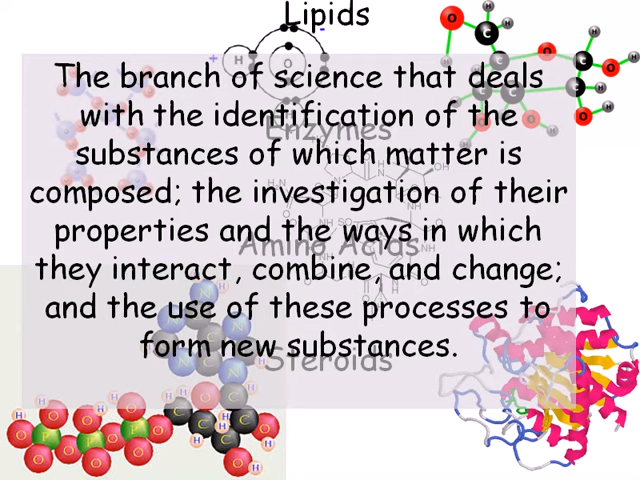 Lipids
The branch of science that deals
with the identification of the
Enzymes
substances of which matter is
composed; the investigation of their
properties and the ways in which
Amino Acids
they interact, combine, and change;
and the use of these processes to
form new substances.
Steroids